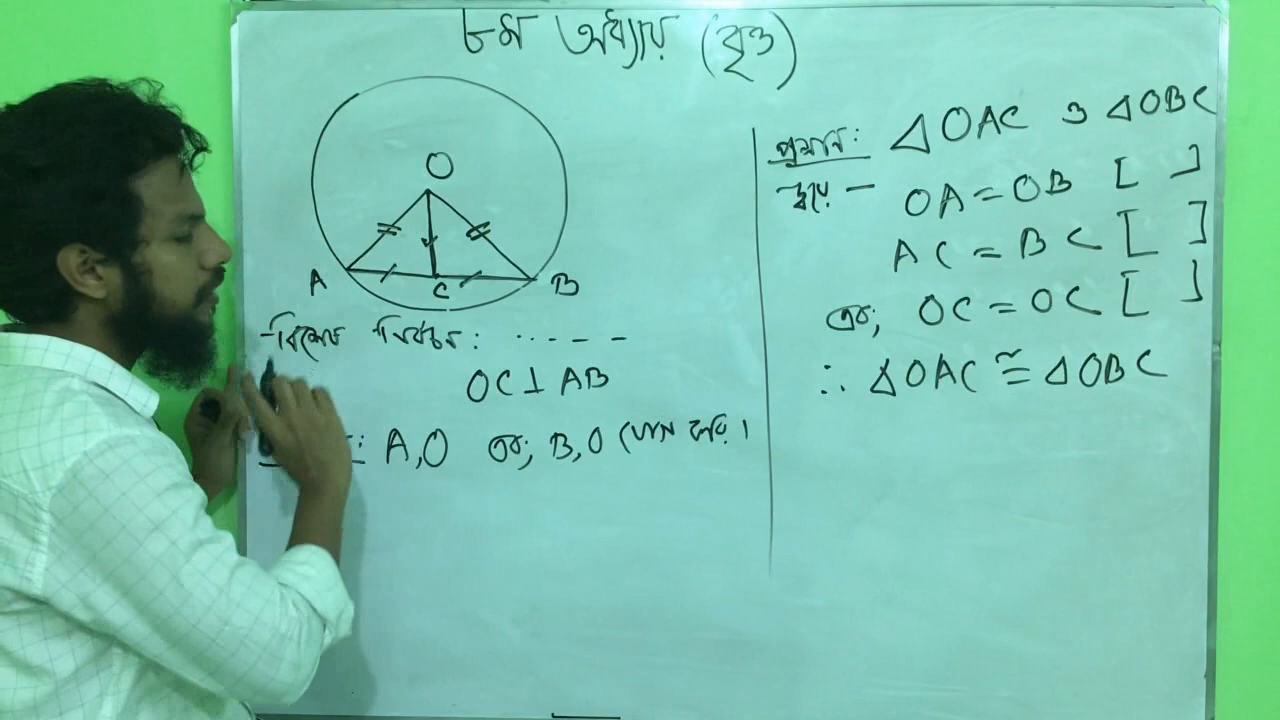 ৮ম অধ্যায় (বৃত্ত)
O
A
C
B
বিশেষ নির্বচন: .... – –
OC⊥AB
: A,O এবং B,O যোগ করি।
প্রমাণ: △OAC ও △OBC
দ্বয়ে – OA=OB [ ]
AC = BC [ ]
এবং OC = OC [ ]
∴ △OAC ≅ △OBC